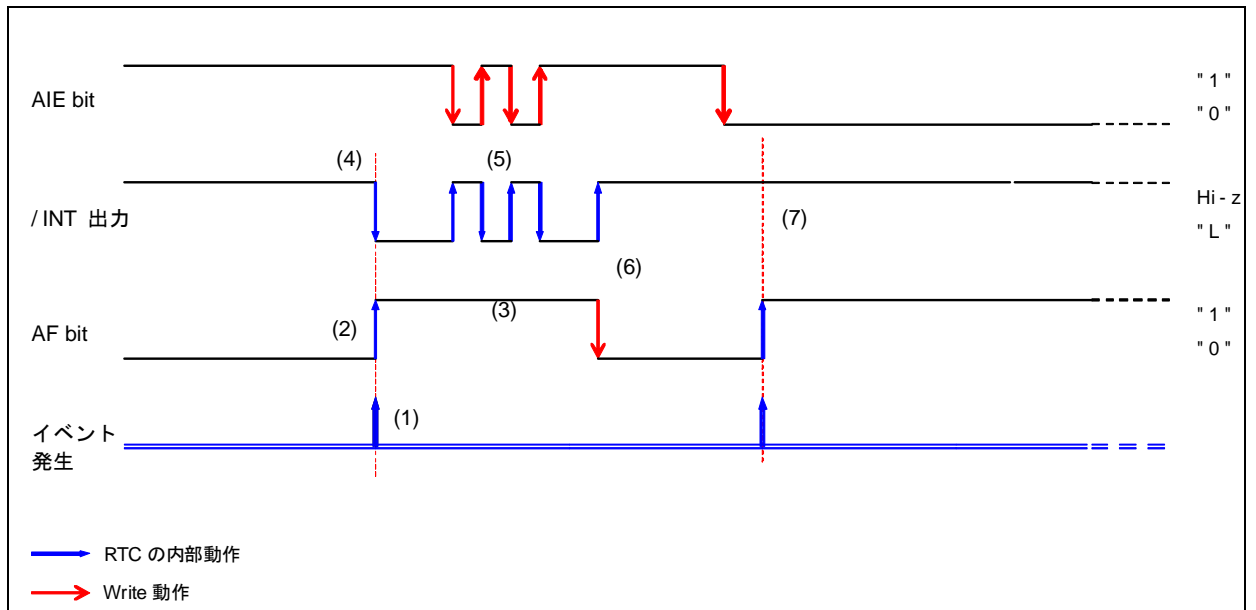 AIE bit
" 1 "
" 0 "
(4)
(5)
/ INT 出力
Hi - z
" L "
(7)
(6)
AF bit
(2)
(3)
" 1 "
" 0 "
(1)
イベント
発生
RTC の内部動作
Write 動作